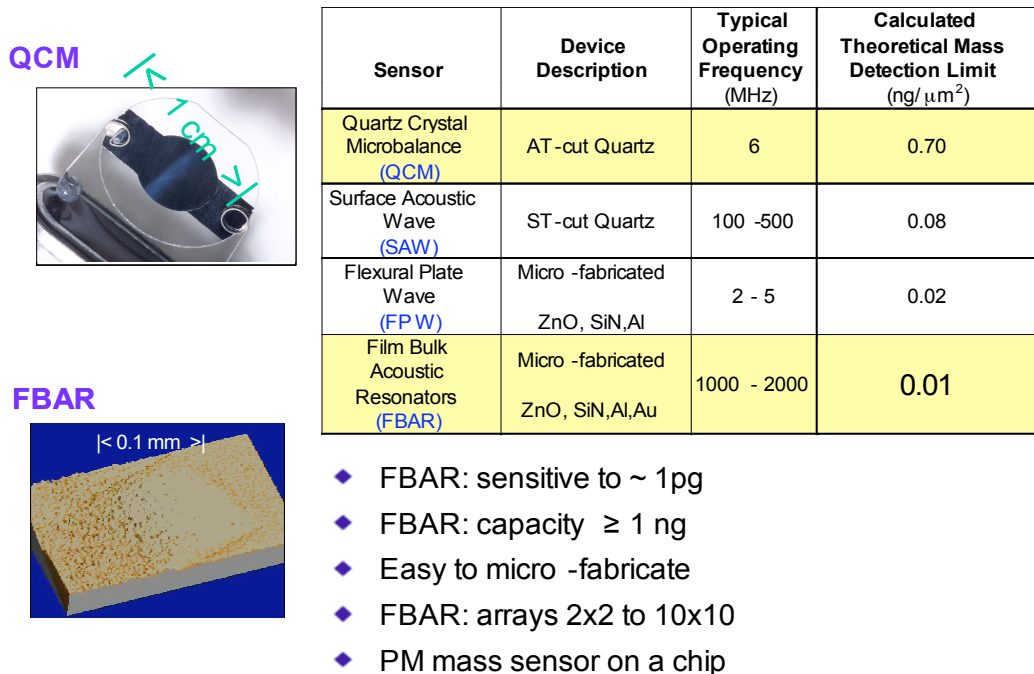 QCM
|< 1 cm >|
FBAR
|< 0.1 mm >|
Sensor
Device
Description
Typical
Operating
Frequency
(MHz)
Calculated
Theoretical Mass
Detection Limit
(ng/ μm²)
Quartz Crystal
Microbalance
(QCM)
AT-cut Quartz
6
0.70
Surface Acoustic
Wave
(SAW)
ST-cut Quartz
100 -500
0.08
Flexural Plate
Wave
(FPW)
Micro -fabricated
ZnO, SiN,Al
2 - 5
0.02
Film Bulk
Acoustic
Resonators
(FBAR)
Micro -fabricated
ZnO, SiN,Al,Au
1000 - 2000
0.01
FBAR: sensitive to ~ 1pg
FBAR: capacity ≥ 1 ng
Easy to micro -fabricate
FBAR: arrays 2x2 to 10x10
PM mass sensor on a chip